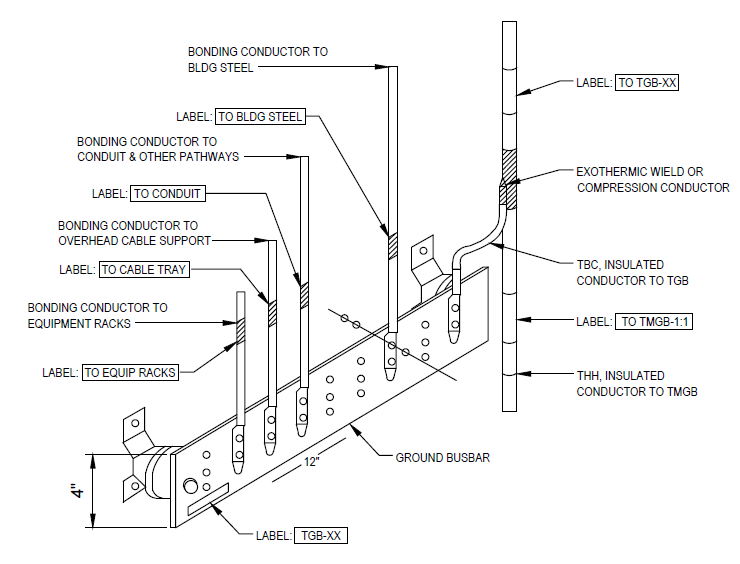 BONDING CONDUCTOR TO
BLDG STEEL
LABEL: TO BLDG STEEL
BONDING CONDUCTOR TO
CONDUIT & OTHER PATHWAYS
LABEL: TO CONDUIT
BONDING CONDUCTOR TO
OVERHEAD CABLE SUPPORT
LABEL: TO CABLE TRAY
BONDING CONDUCTOR TO
EQUIPMENT RACKS
LABEL: TO EQUIP RACKS
LABEL: TO TGB-XX
EXOTHERMIC WIELD OR
COMPRESSION CONDUCTOR
TBC, INSULATED
CONDUCTOR TO TGB
LABEL: TO TMGB-1:1
THH, INSULATED
CONDUCTOR TO TMGB
GROUND BUSBAR
12"
4"
LABEL: TGB-XX